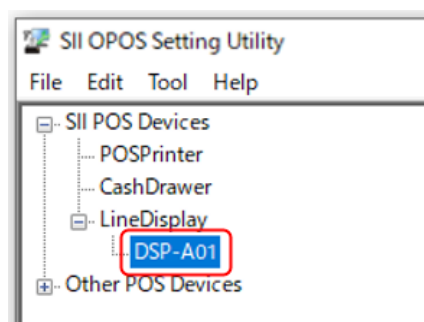 SII OPOS Setting Utility
File Edit Tool Help
SII POS Devices
POSPrinter
CashDrawer
LineDisplay
DSP-A01
Other POS Devices